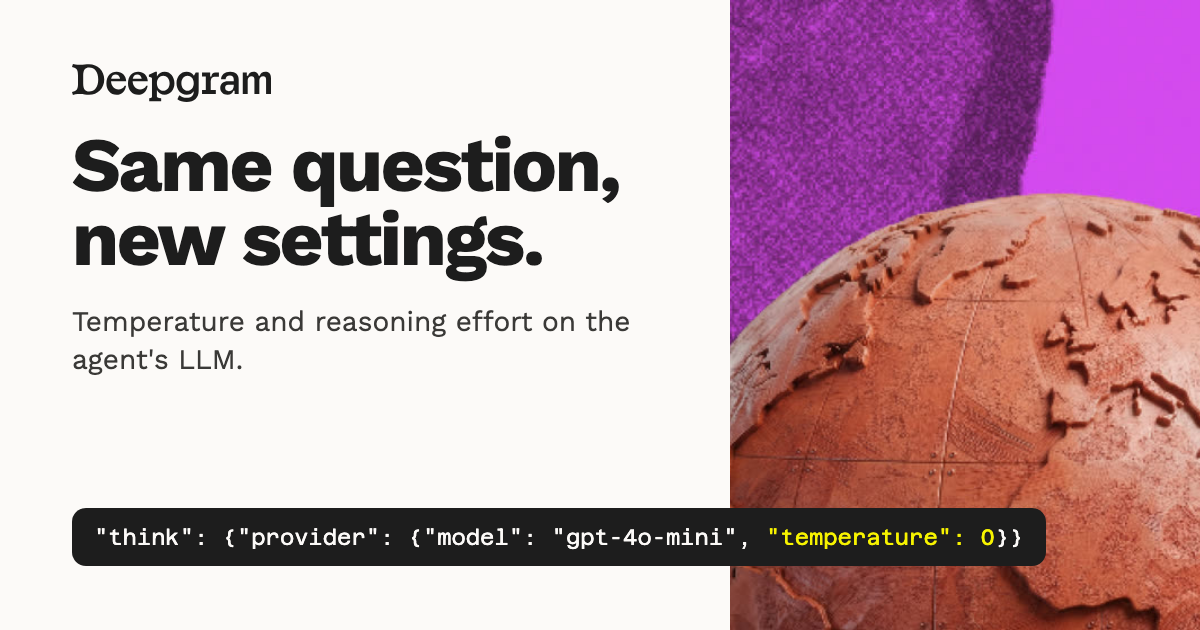 Deepgram
Same question,
new settings.
Temperature and reasoning effort on the
agent's LLM.
"think": {"provider": {"model": "gpt-4o-mini", "temperature": 0}}